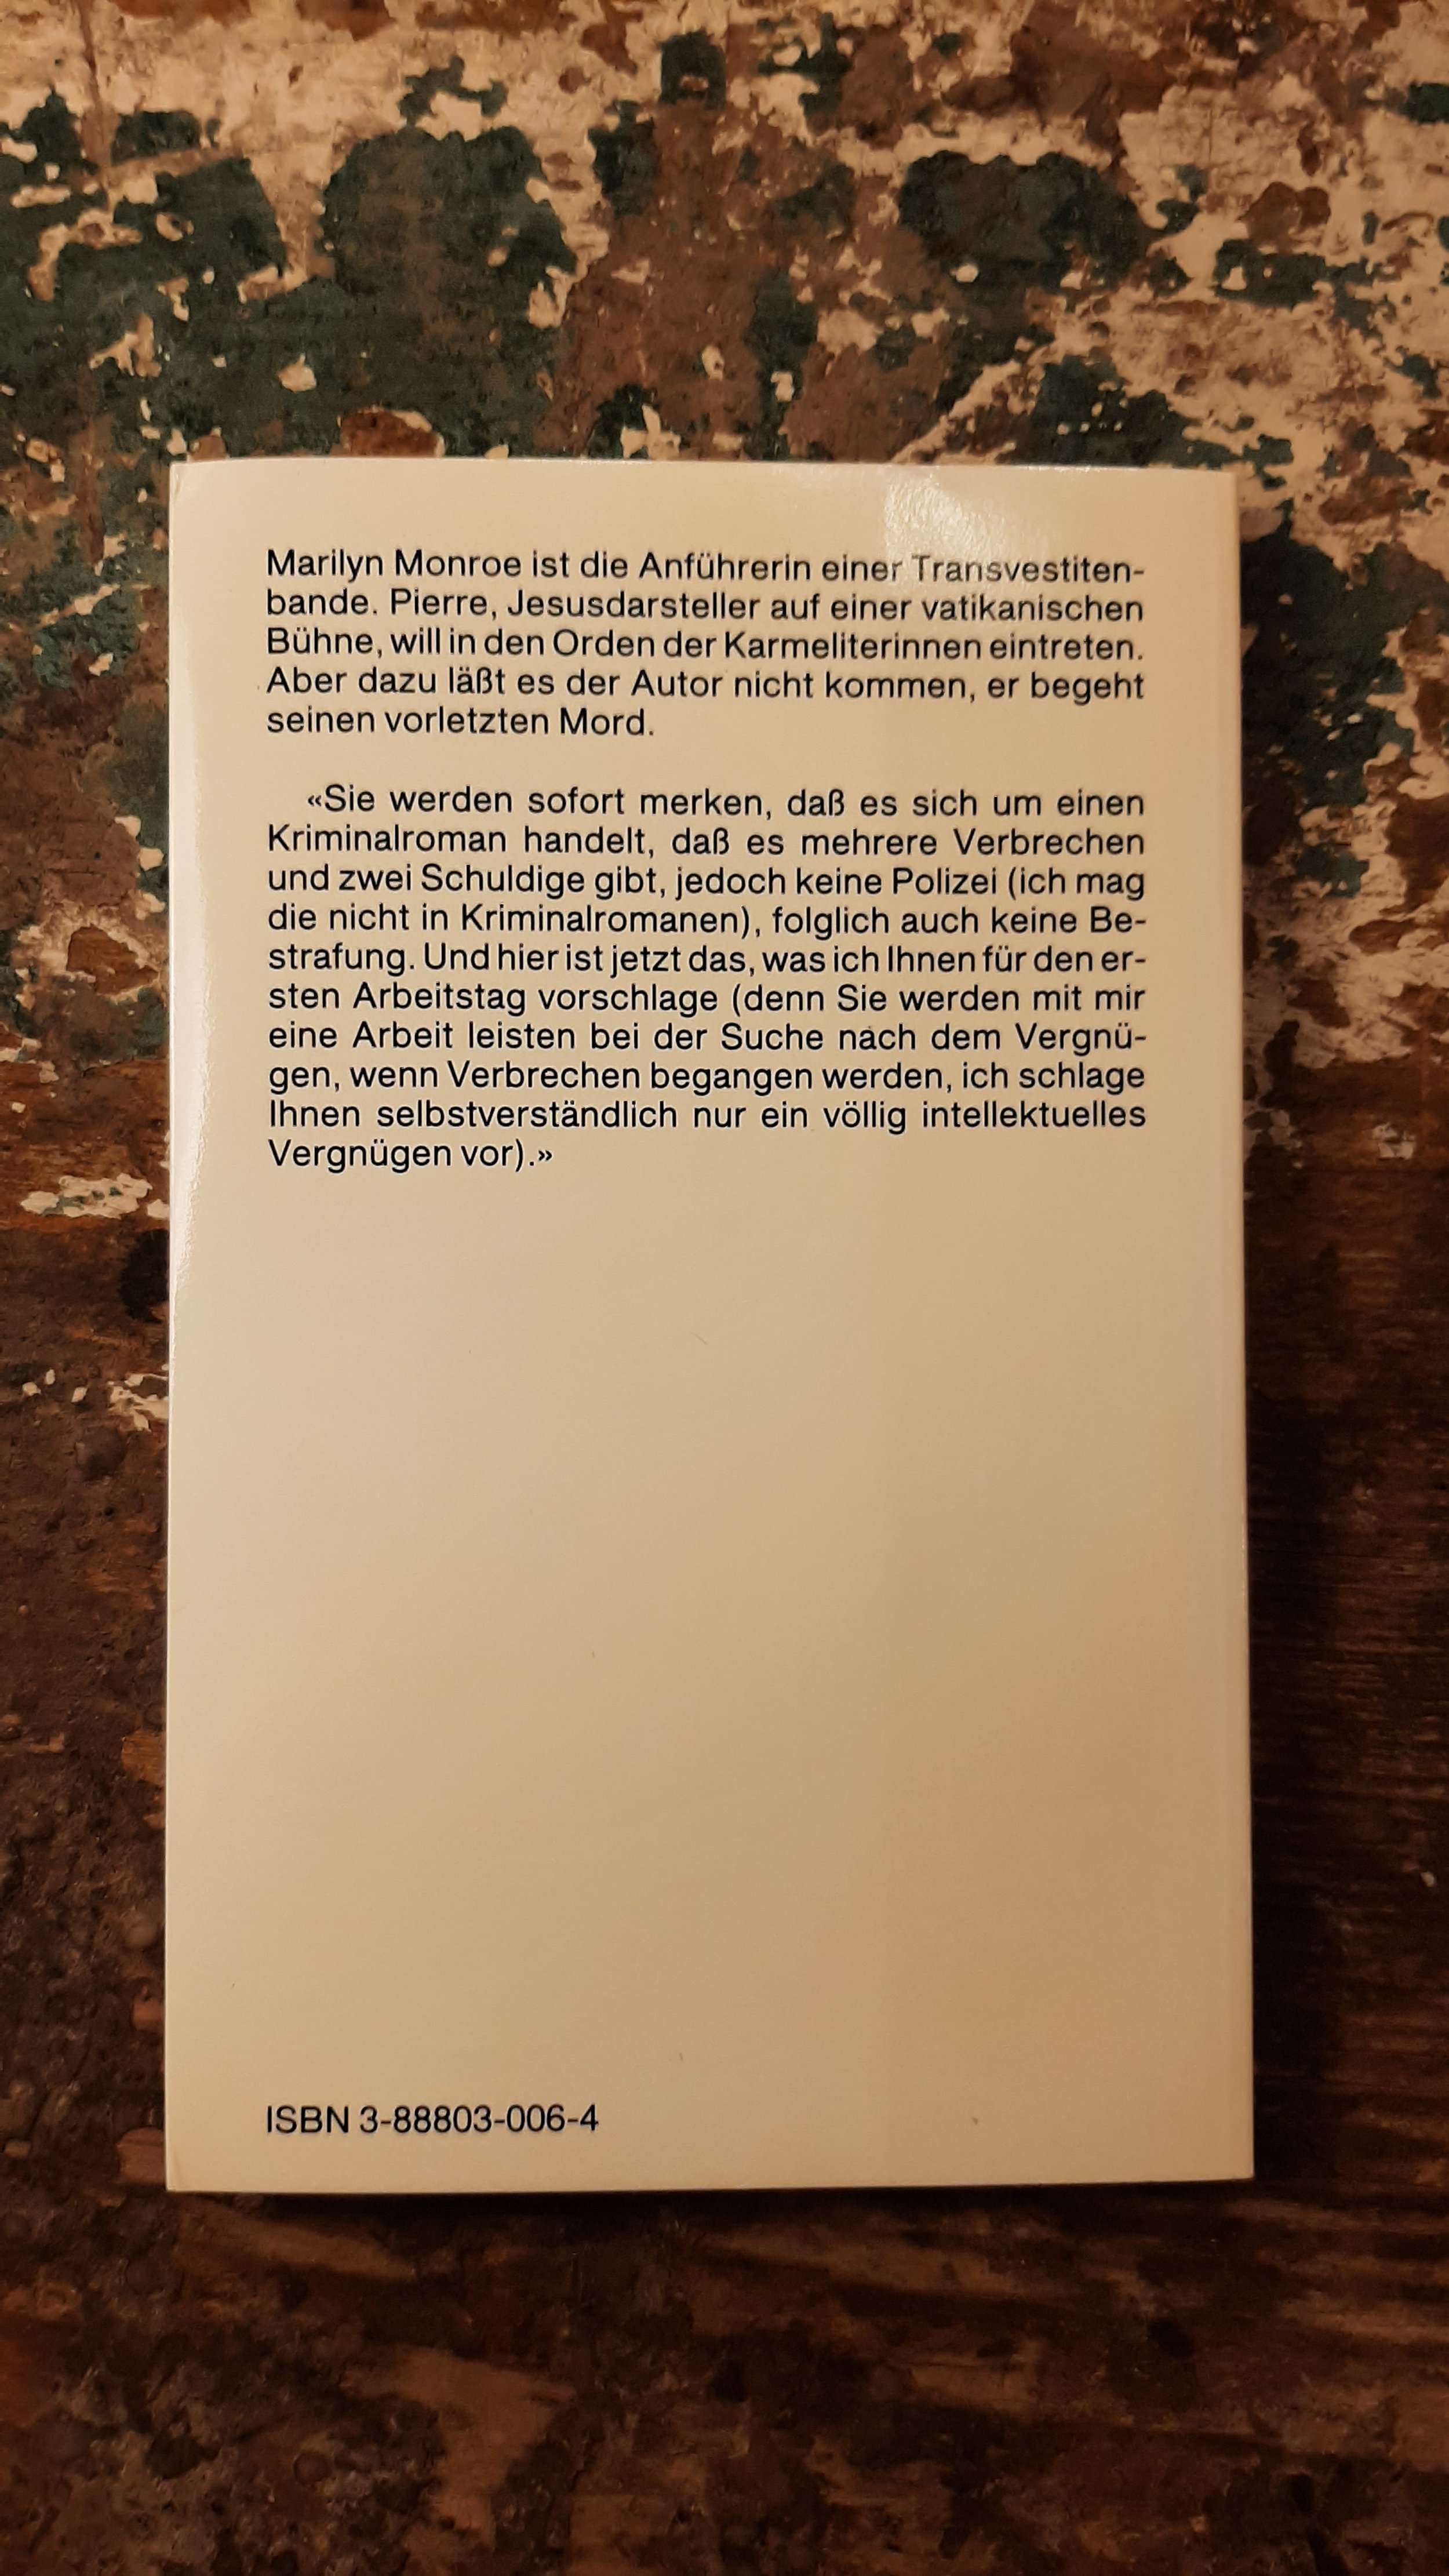 Marilyn Monroe ist die Anführerin einer Transvestiten-
bande. Pierre, Jesusdarsteller auf einer vatikanischen
Bühne, will in den Orden der Karmeliterinnen eintreten.
Aber dazu läßt es der Autor nicht kommen, er begeht
seinen vorletzten Mord.
«Sie werden sofort merken, daß es sich um einen
Kriminalroman handelt, daß es mehrere Verbrechen
und zwei Schuldige gibt, jedoch keine Polizei (ich mag
die nicht in Kriminalromanen), folglich auch keine Be-
strafung. Und hier ist jetzt das, was ich Ihnen für den er-
sten Arbeitstag vorschlage (denn Sie werden mit mir
eine Arbeit leisten bei der Suche nach dem Vergnü-
gen, wenn Verbrechen begangen werden, ich schlage
Ihnen selbstverständlich nur ein völlig intellektuelles
Vergnügen vor).»
ISBN 3-88803-006-4